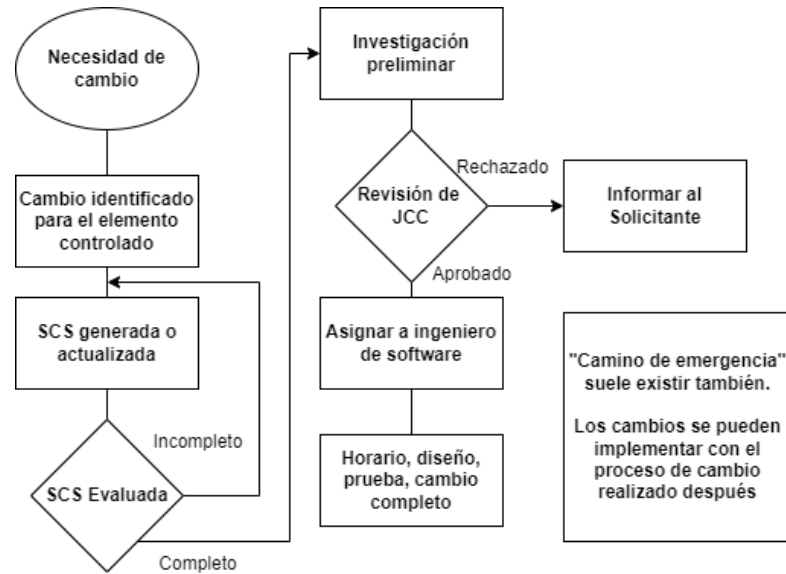 Necesidad de
cambio
Cambio identificado
para el elemento
controlado
SCS generada o
actualizada
Incompleto
SCS Evaluada
Completo
Investigación
preliminar
Rechazado
Revisión de
JCC
Informar al
Solicitante
Aprobado
Asignar a ingeniero
de software
Horario, diseño,
prueba, cambio
completo
"Camino de emergencia"
suele existir también.
Los cambios se pueden
implementar con el
proceso de cambio
realizado después